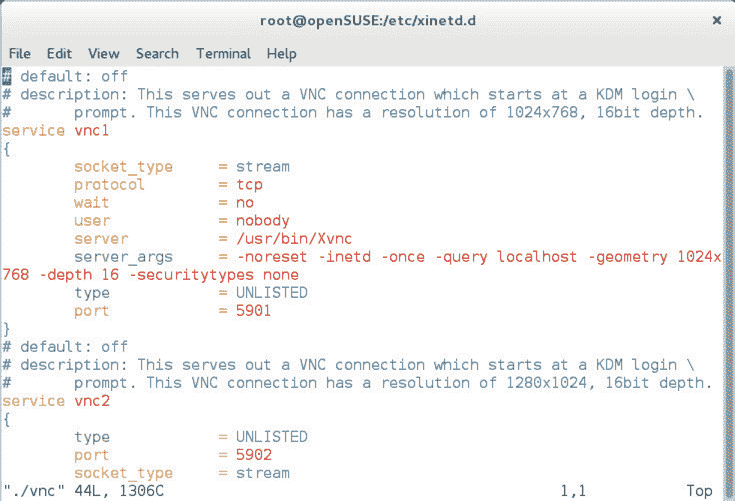 root@openSUSE:/etc/xinetd.d
×
File Edit View Search Terminal Help
# default: off
# description: This serves out a VNC connection which starts at a KDM login \
#       prompt. This VNC connection has a resolution of 1024x768, 16bit depth.
service vnc1
{
        socket_type     = stream
        protocol        = tcp
        wait            = no
        user            = nobody
        server          = /usr/bin/Xvnc
        server_args     = -noreset -inetd -once -query localhost -geometry 1024x
768 -depth 16 -securitytypes none
        type            = UNLISTED
        port            = 5901
}
# default: off
# description: This serves out a VNC connection which starts at a KDM login \
#       prompt. This VNC connection has a resolution of 1280x1024, 16bit depth.
service vnc2
{
        type            = UNLISTED
        port            = 5902
        socket_type     = stream
"./vnc" 44L, 1306C                                            1,1           Top